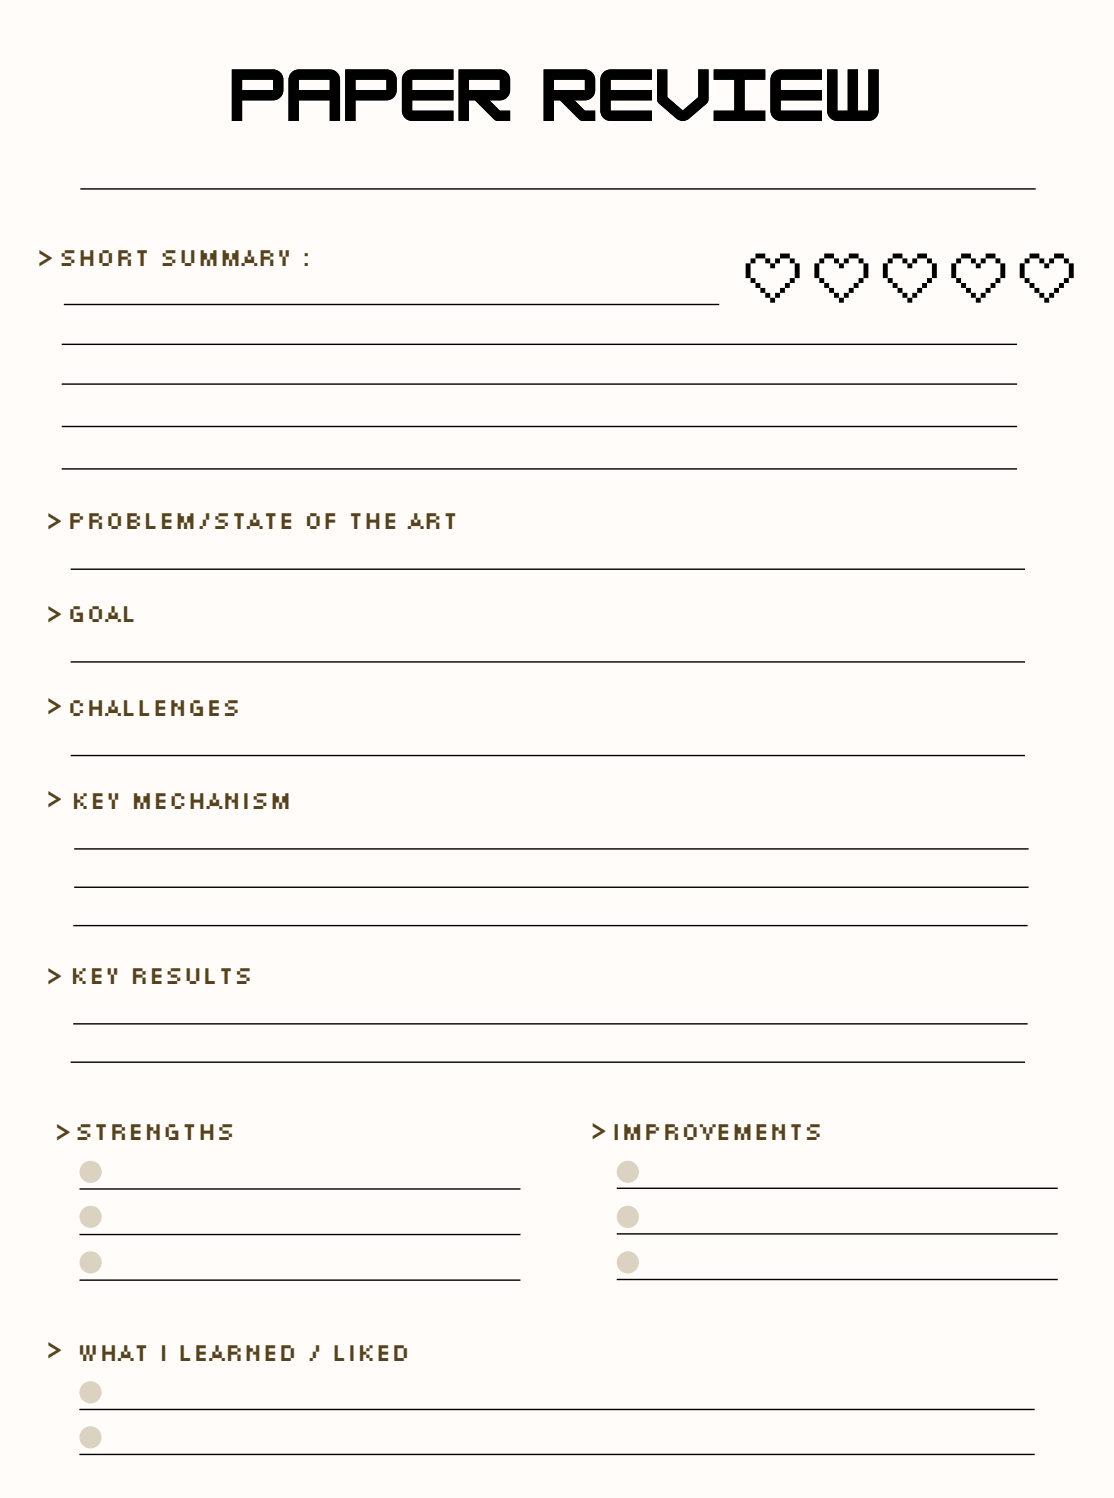 PAPER REVIEW
> SHORT SUMMARY :
> PROBLEM/STATE OF THE ART
> GOAL
> CHALLENGES
> KEY MECHANISM
> KEY RESULTS
> STRENGTHS
> IMPROVEMENTS
> WHAT I LEARNED / LIKED